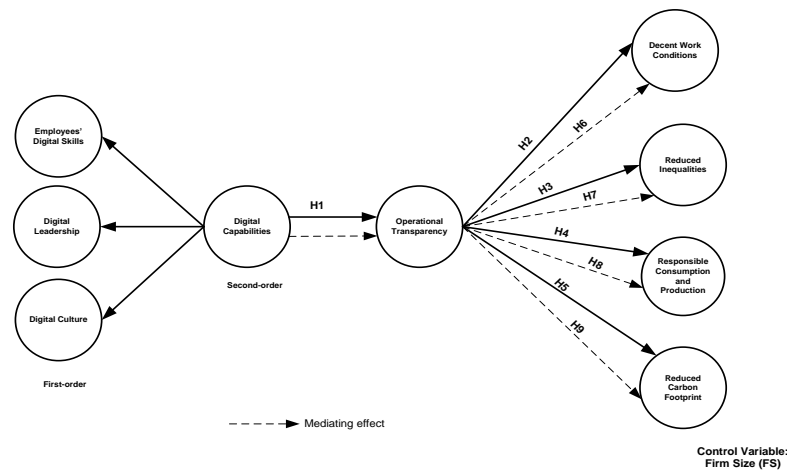 Employees'
Digital Skills
Digital
Leadership
Digital Culture
First-order
Digital
Capabilities
Second-order
H1
Operational
Transparency
H2
H6
H3
H7
H4
H8
H5
H9
Decent Work
Conditions
Reduced
Inequalities
Responsible
Consumption
and
Production
Reduced
Carbon
Footprint
Mediating effect
Control Variable:
Firm Size (FS)